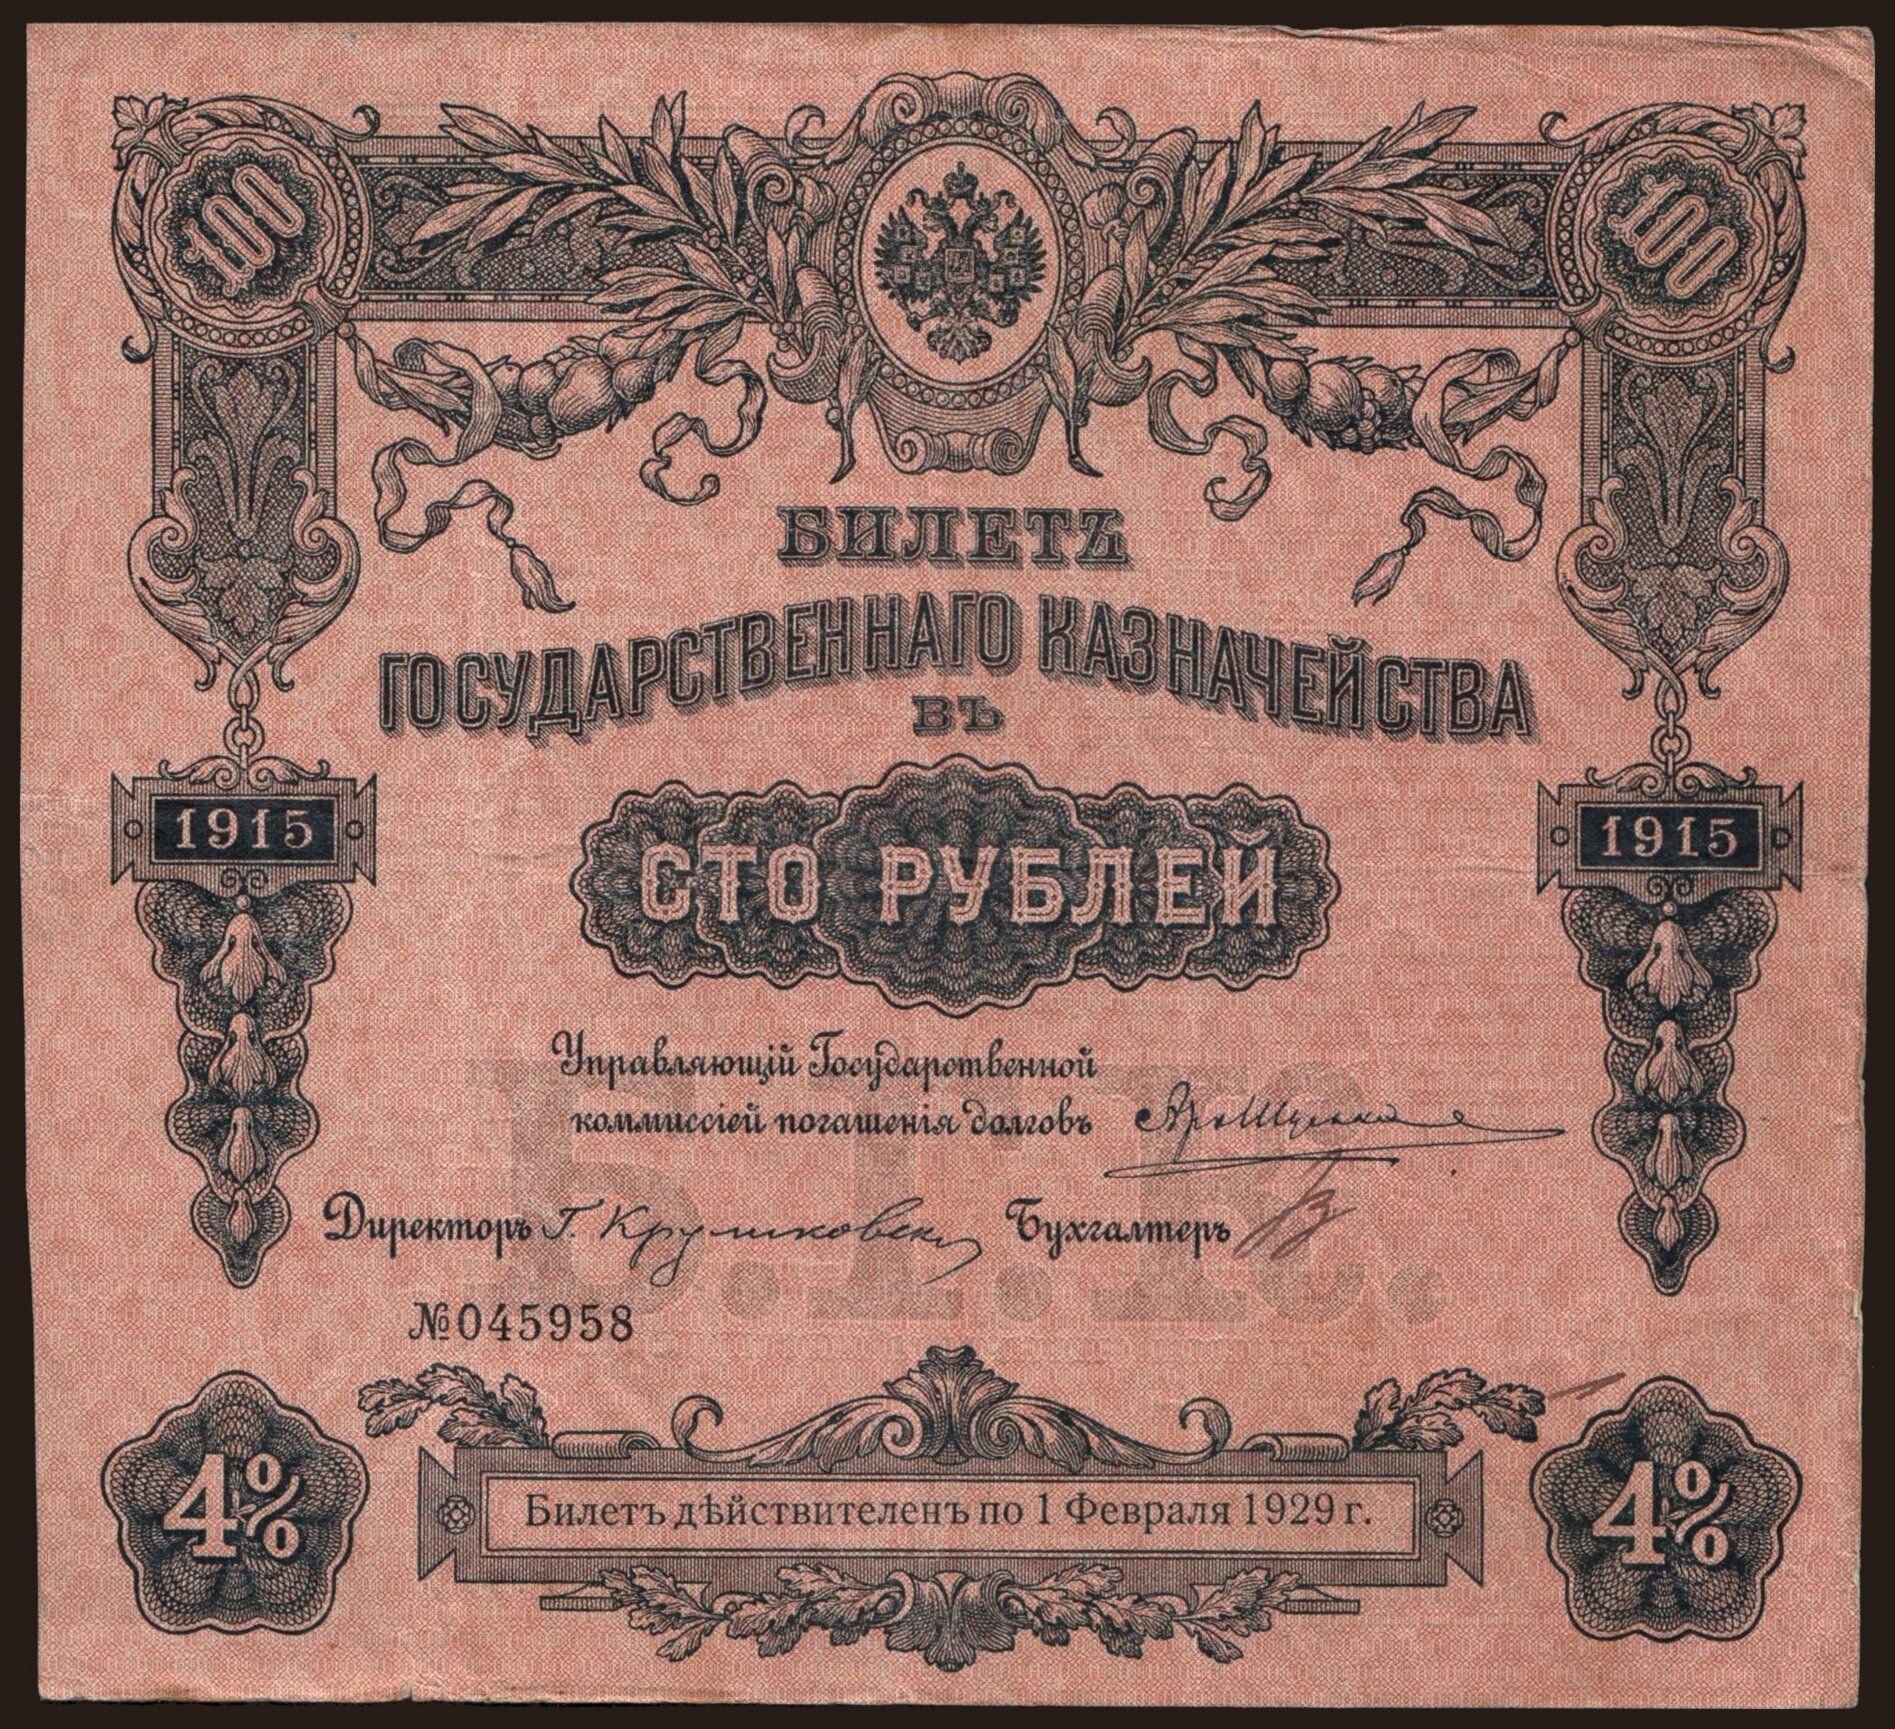 100 100
БИЛЕТЪ
ГОСУДАРСТВЕННАГО КАЗНАЧЕЙСТВА
ВЪ
1915 1915
СТО РУБЛЕЙ
Управляющій Государственной
коммиссіей погашенія долговъ
Директоръ Г. Бухгалтеръ
Б.Г.К.
№045958
4% 4%
Билетъ дѣйствителенъ по 1 Февраля 1929 г.